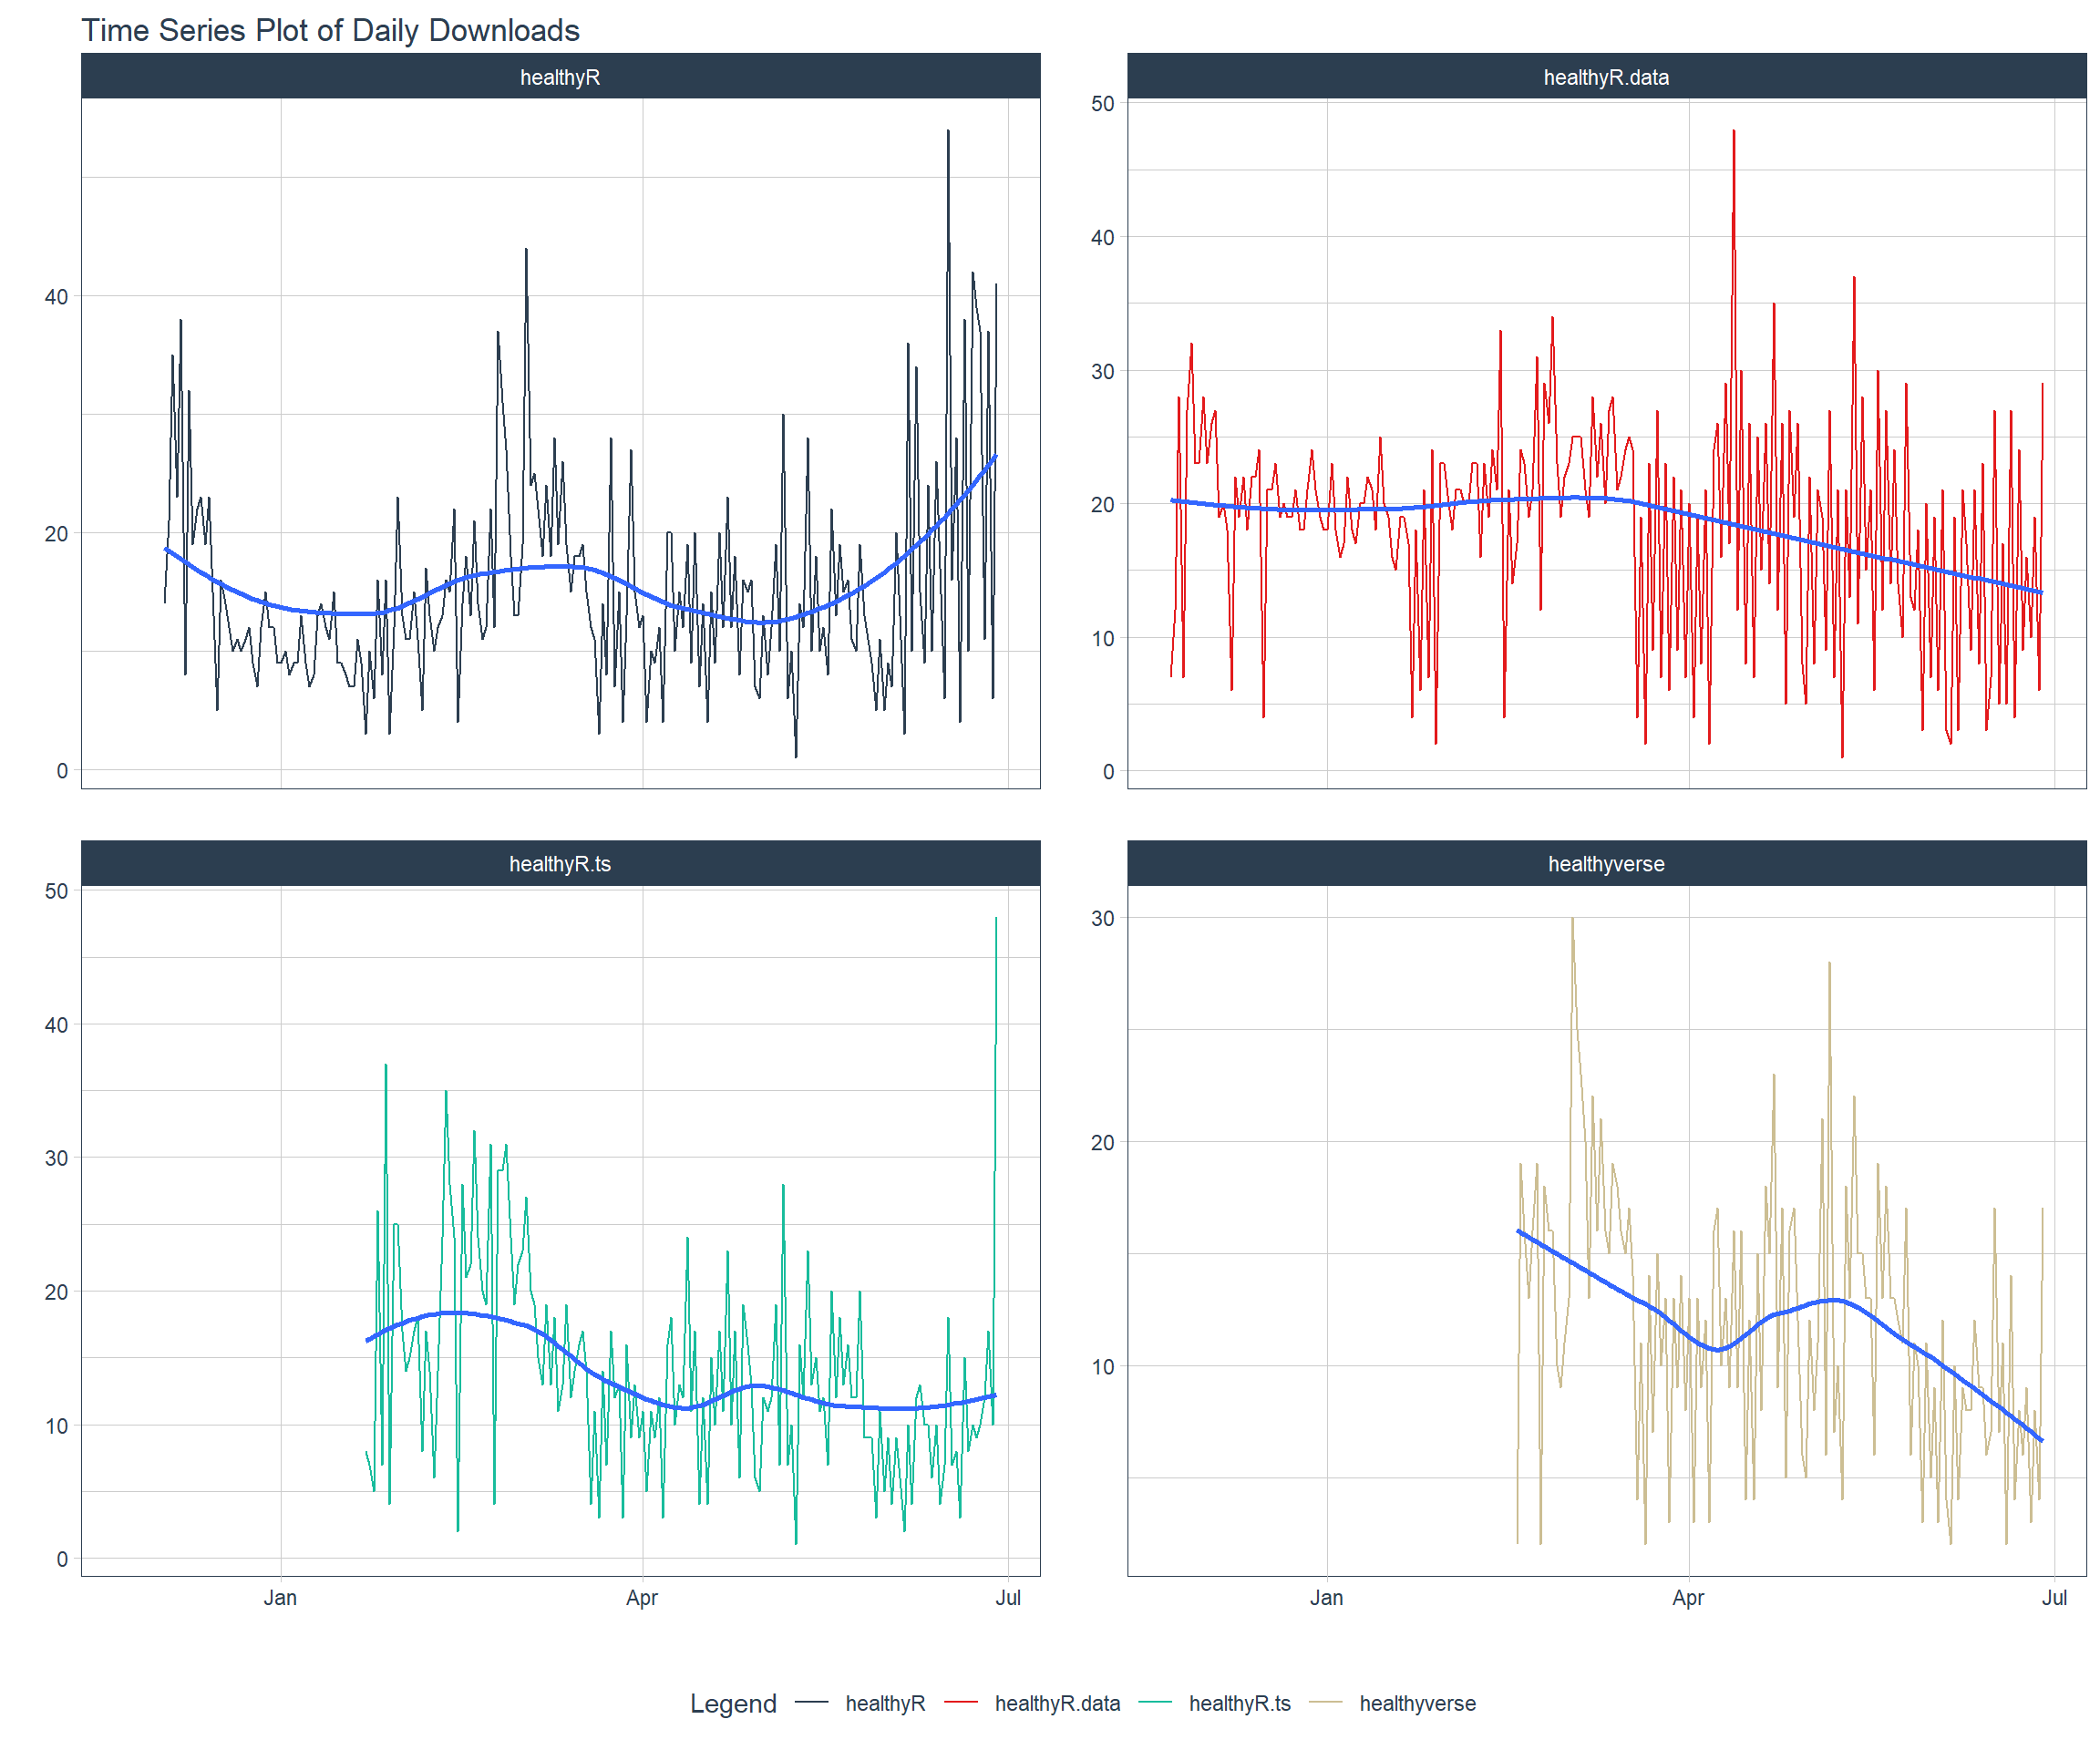 Time Series Plot of Daily Downloads
healthyR
healthyR.data
40
20
0
50
40
30
20
10
0
healthyR.ts
healthyverse
50
40
30
20
10
0
30
20
10
Jan Apr Jul
Jan Apr Jul
Legend healthyR healthyR.data healthyR.ts healthyverse